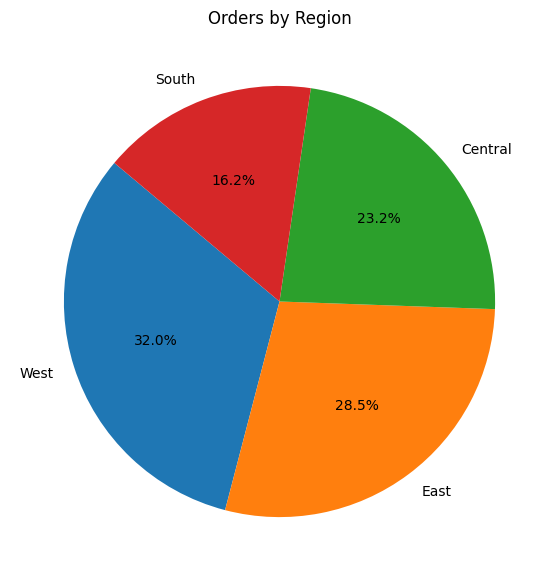 Orders by Region
South
Central
16.2%
23.2%
32.0%
West
28.5%
East